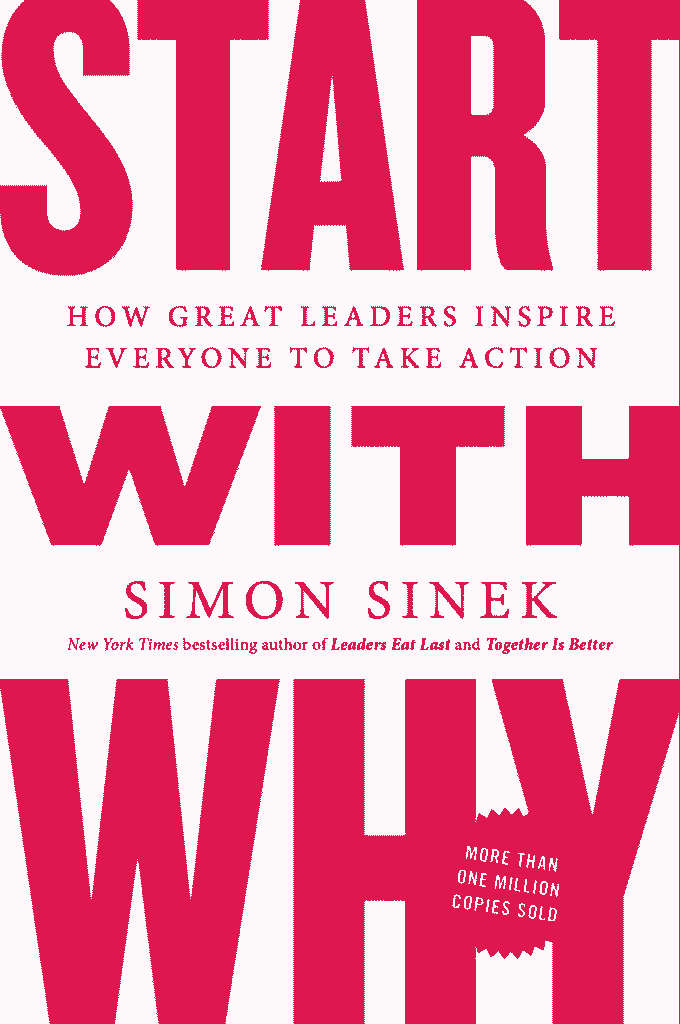 START
HOW GREAT LEADERS INSPIRE
EVERYONE TO TAKE ACTION
WITH
SIMON SINEK
New York Times bestselling author of Leaders Eat Last and Together Is Better
WHY
MORE THAN
ONE MILLION
COPIES SOLD